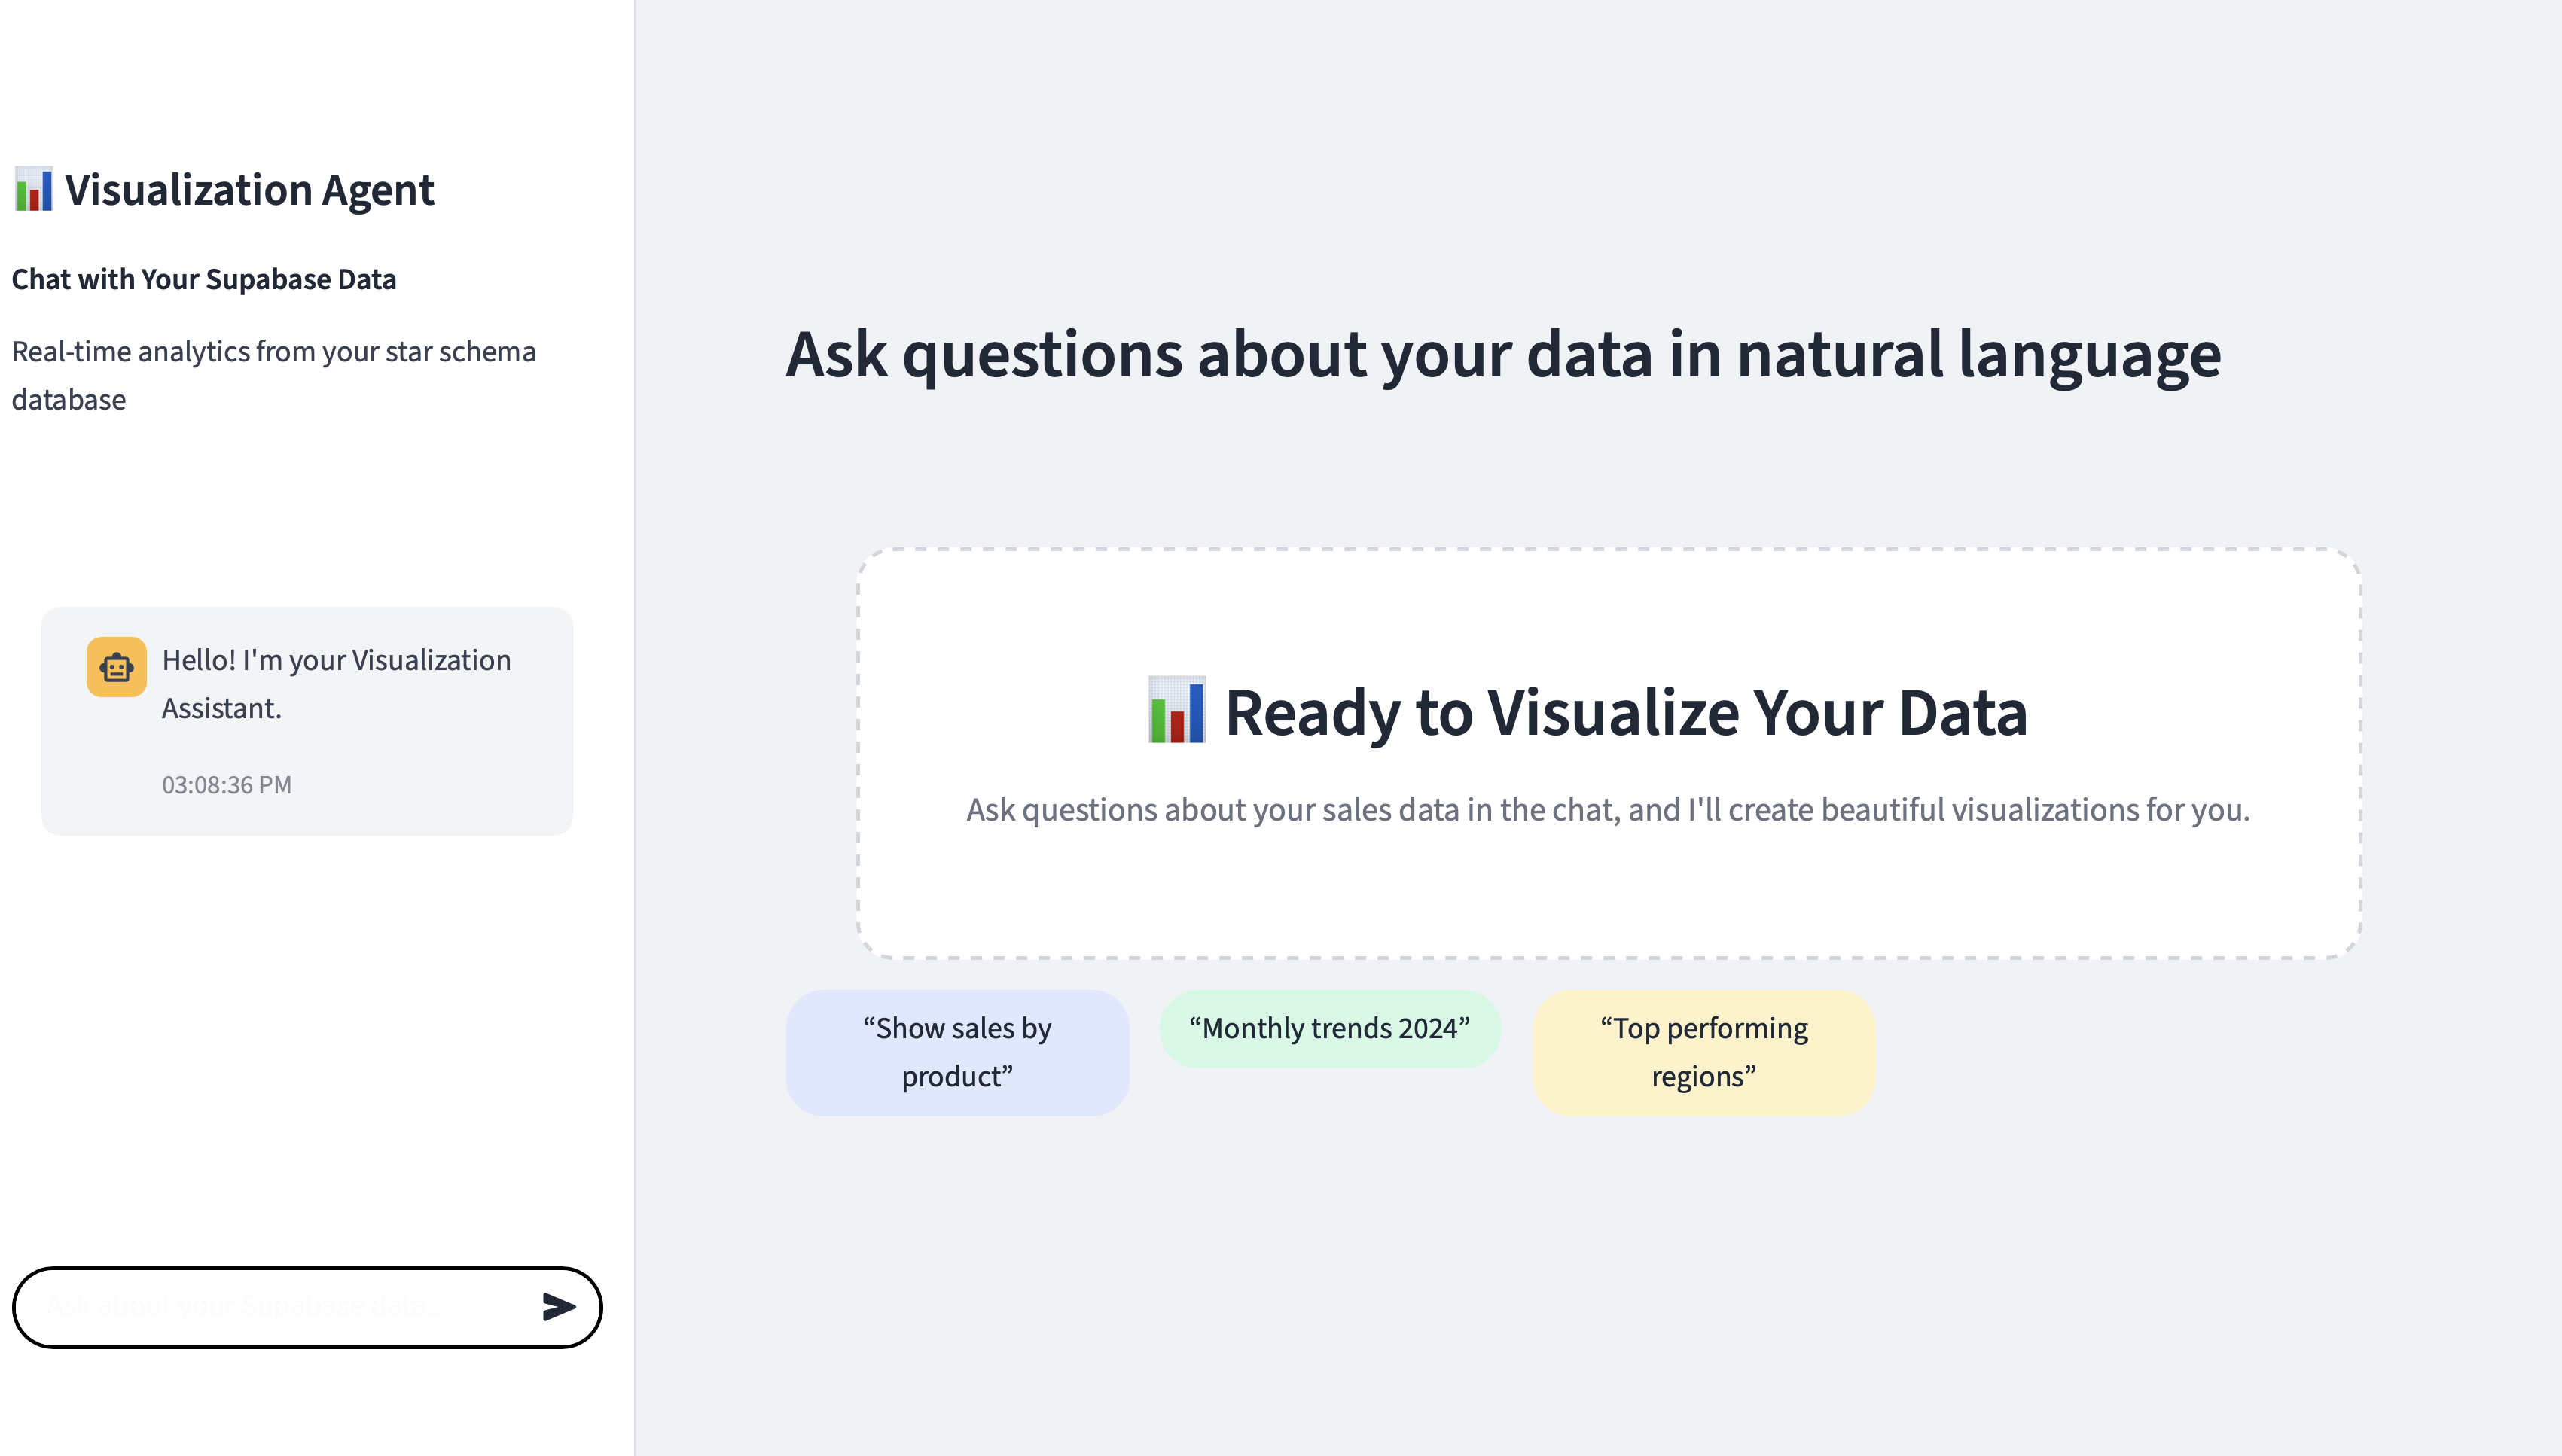 Visualization Agent
Chat with Your Supabase Data
Real-time analytics from your star schema
database
Hello! I'm your Visualization
Assistant.
03:08:36 PM
Ask about your Supabase data...
Ask questions about your data in natural language
Ready to Visualize Your Data
Ask questions about your sales data in the chat, and I'll create beautiful visualizations for you.
“Show sales by
product”
“Monthly trends 2024”
“Top performing
regions”